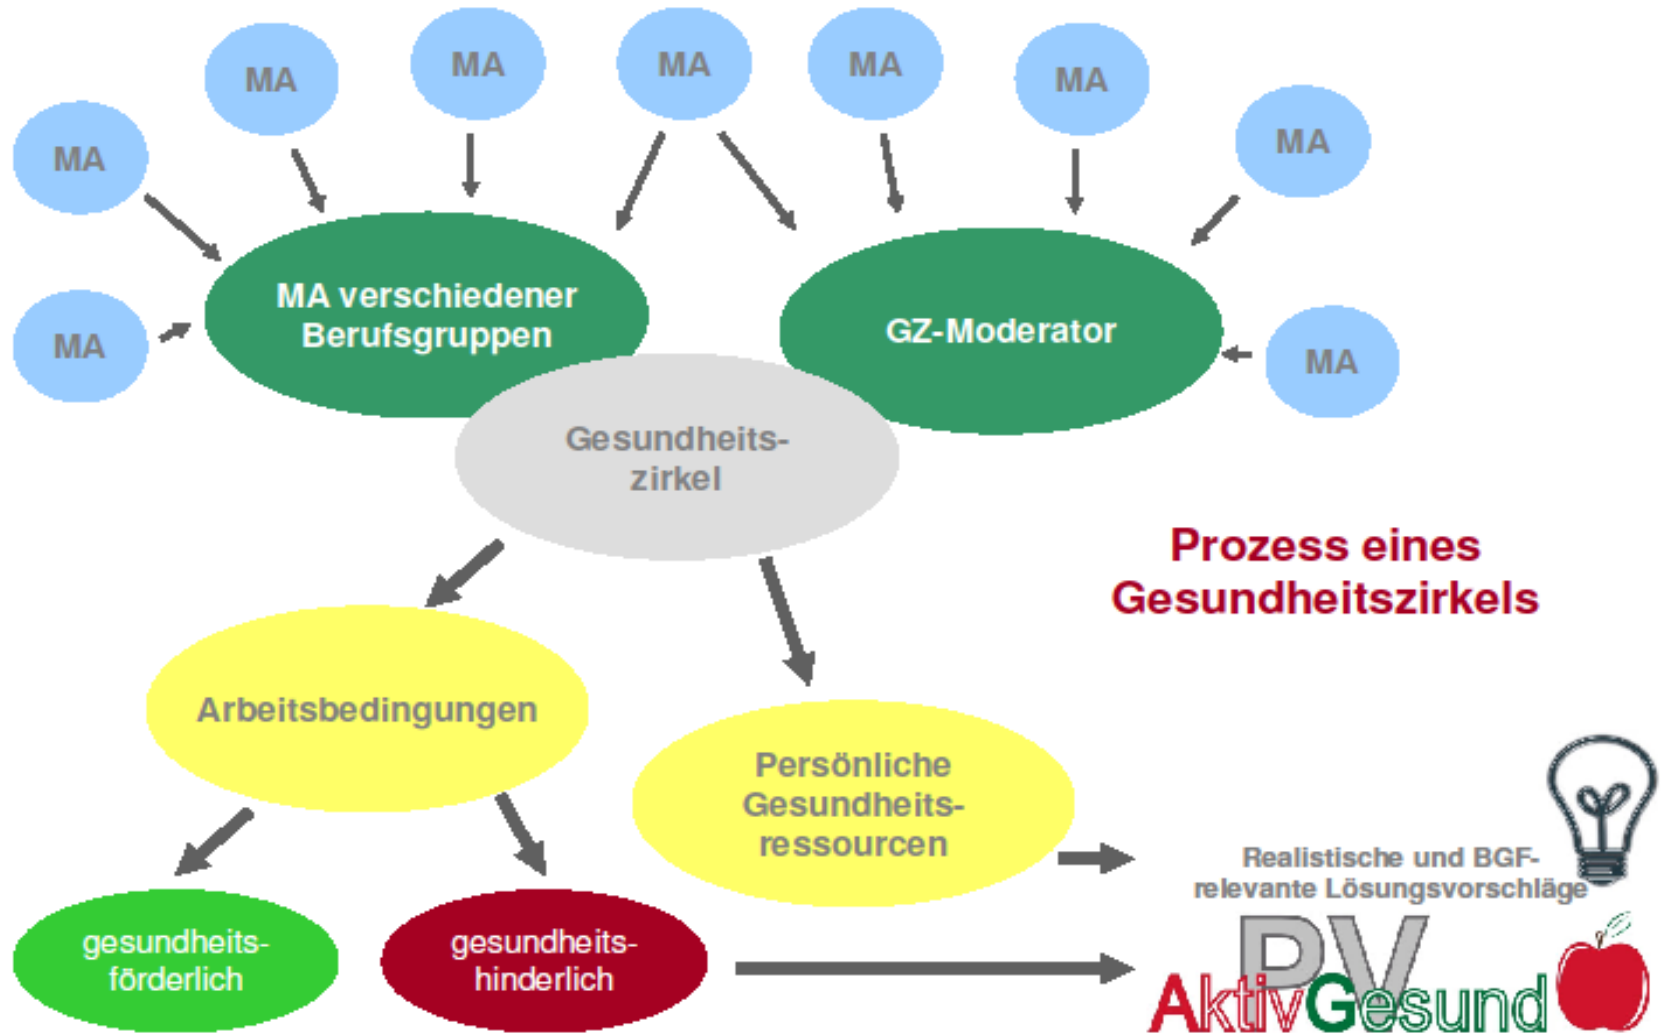 MA
MA
MA
MA
MA
MA
MA
MA
MA
MA verschiedener
Berufsgruppen
GZ-Moderator
Gesundheits-
zirkel
Prozess eines
Gesundheitszirkels
Arbeitsbedingungen
Persönliche
Gesundheits-
ressourcen
Realistische und BGF-
relevante Lösungsvorschläge
gesundheits-
förderlich
gesundheits-
hinderlich
PV
AktivGesund